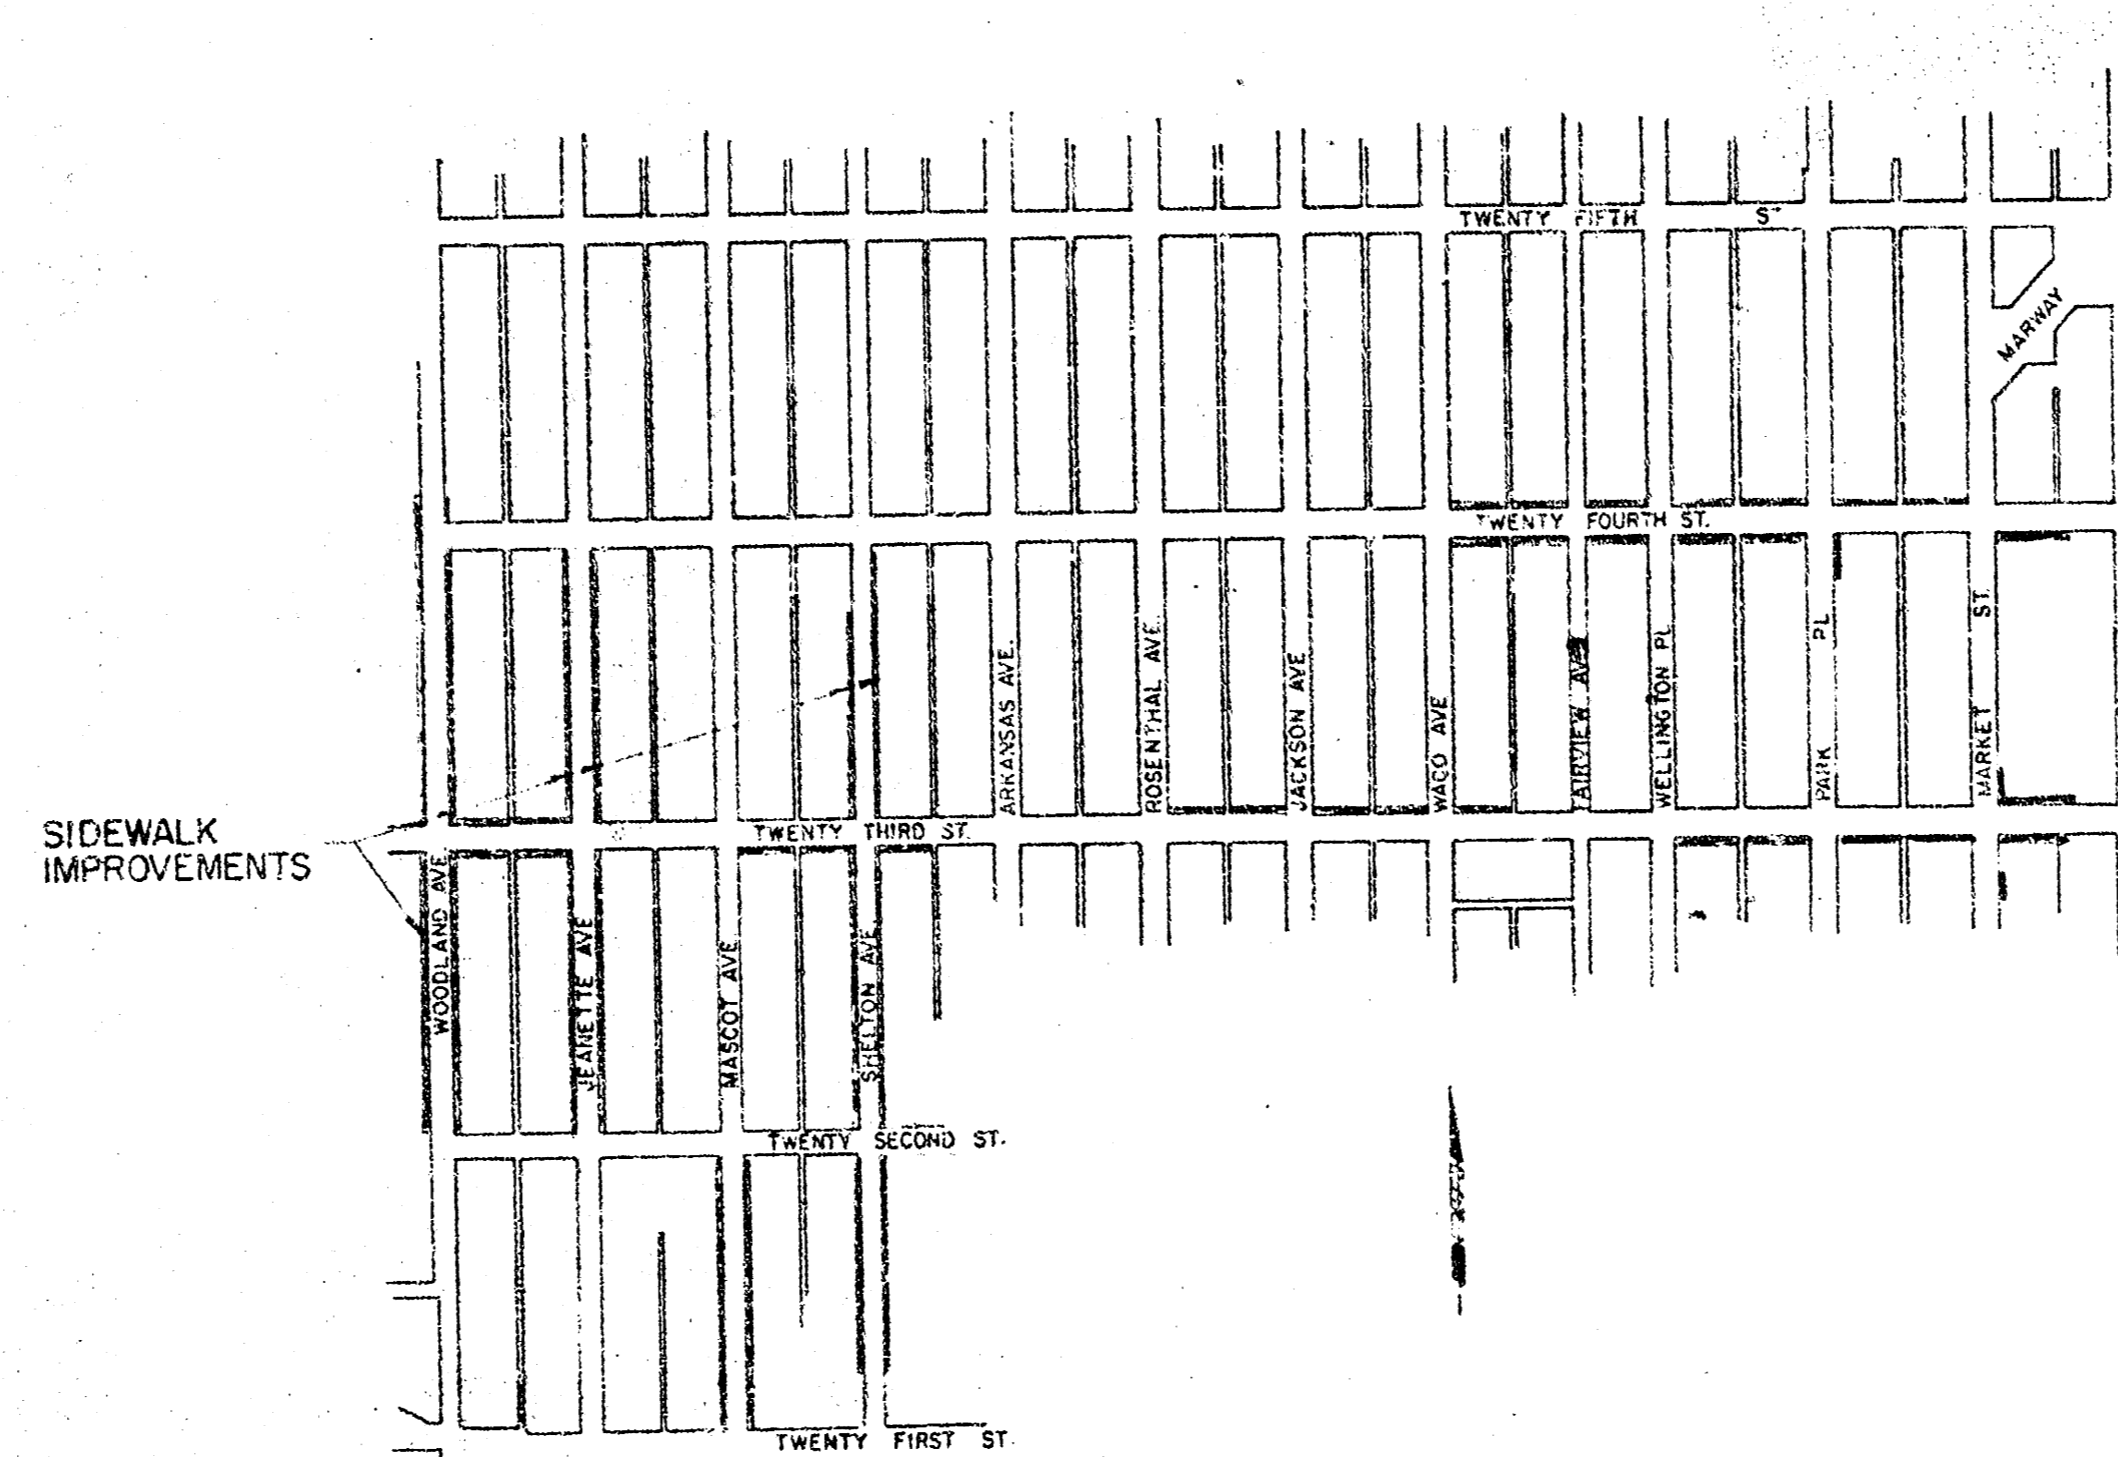 TWENTY FIFTH ST
MARWAY
TWENTY FOURTH ST.
ARKANSAS AVE.
ROSENTHAL AVE.
JACKSON AVE
WACO AVE
FAIRVIEW AVE
WELLINGTON PL
PARK PL
MARKET ST.
SIDEWALK
IMPROVEMENTS
TWENTY THIRD ST.
WOODLAND AVE
JEANETTE AVE
MASCOT AVE
SHELTON AVE
TWENTY SECOND ST.
TWENTY FIRST ST.